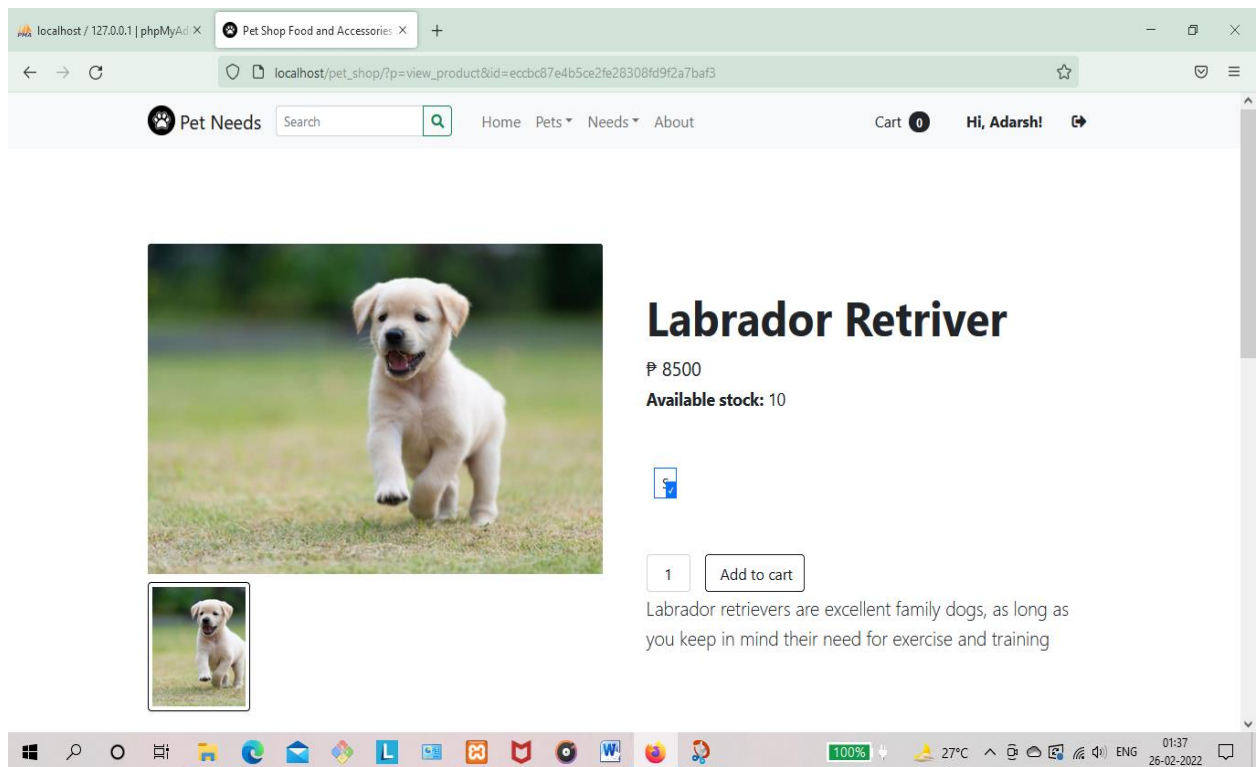 localhost / 127.0.0.1 | phpMyAd
Pet Shop Food and Accessories
localhost/pet_shop/?p=view_product&id=eccbc87e4b5ce2fe28308fd9f2a7baf3
Pet Needs
Search
Home Pets Needs About
Cart 0
Hi, Adarsh!
Labrador Retriver
₱ 8500
Available stock: 10
S
1
Add to cart
Labrador retrievers are excellent family dogs, as long as
you keep in mind their need for exercise and training
100%
27°C
ENG
01:37
26-02-2022